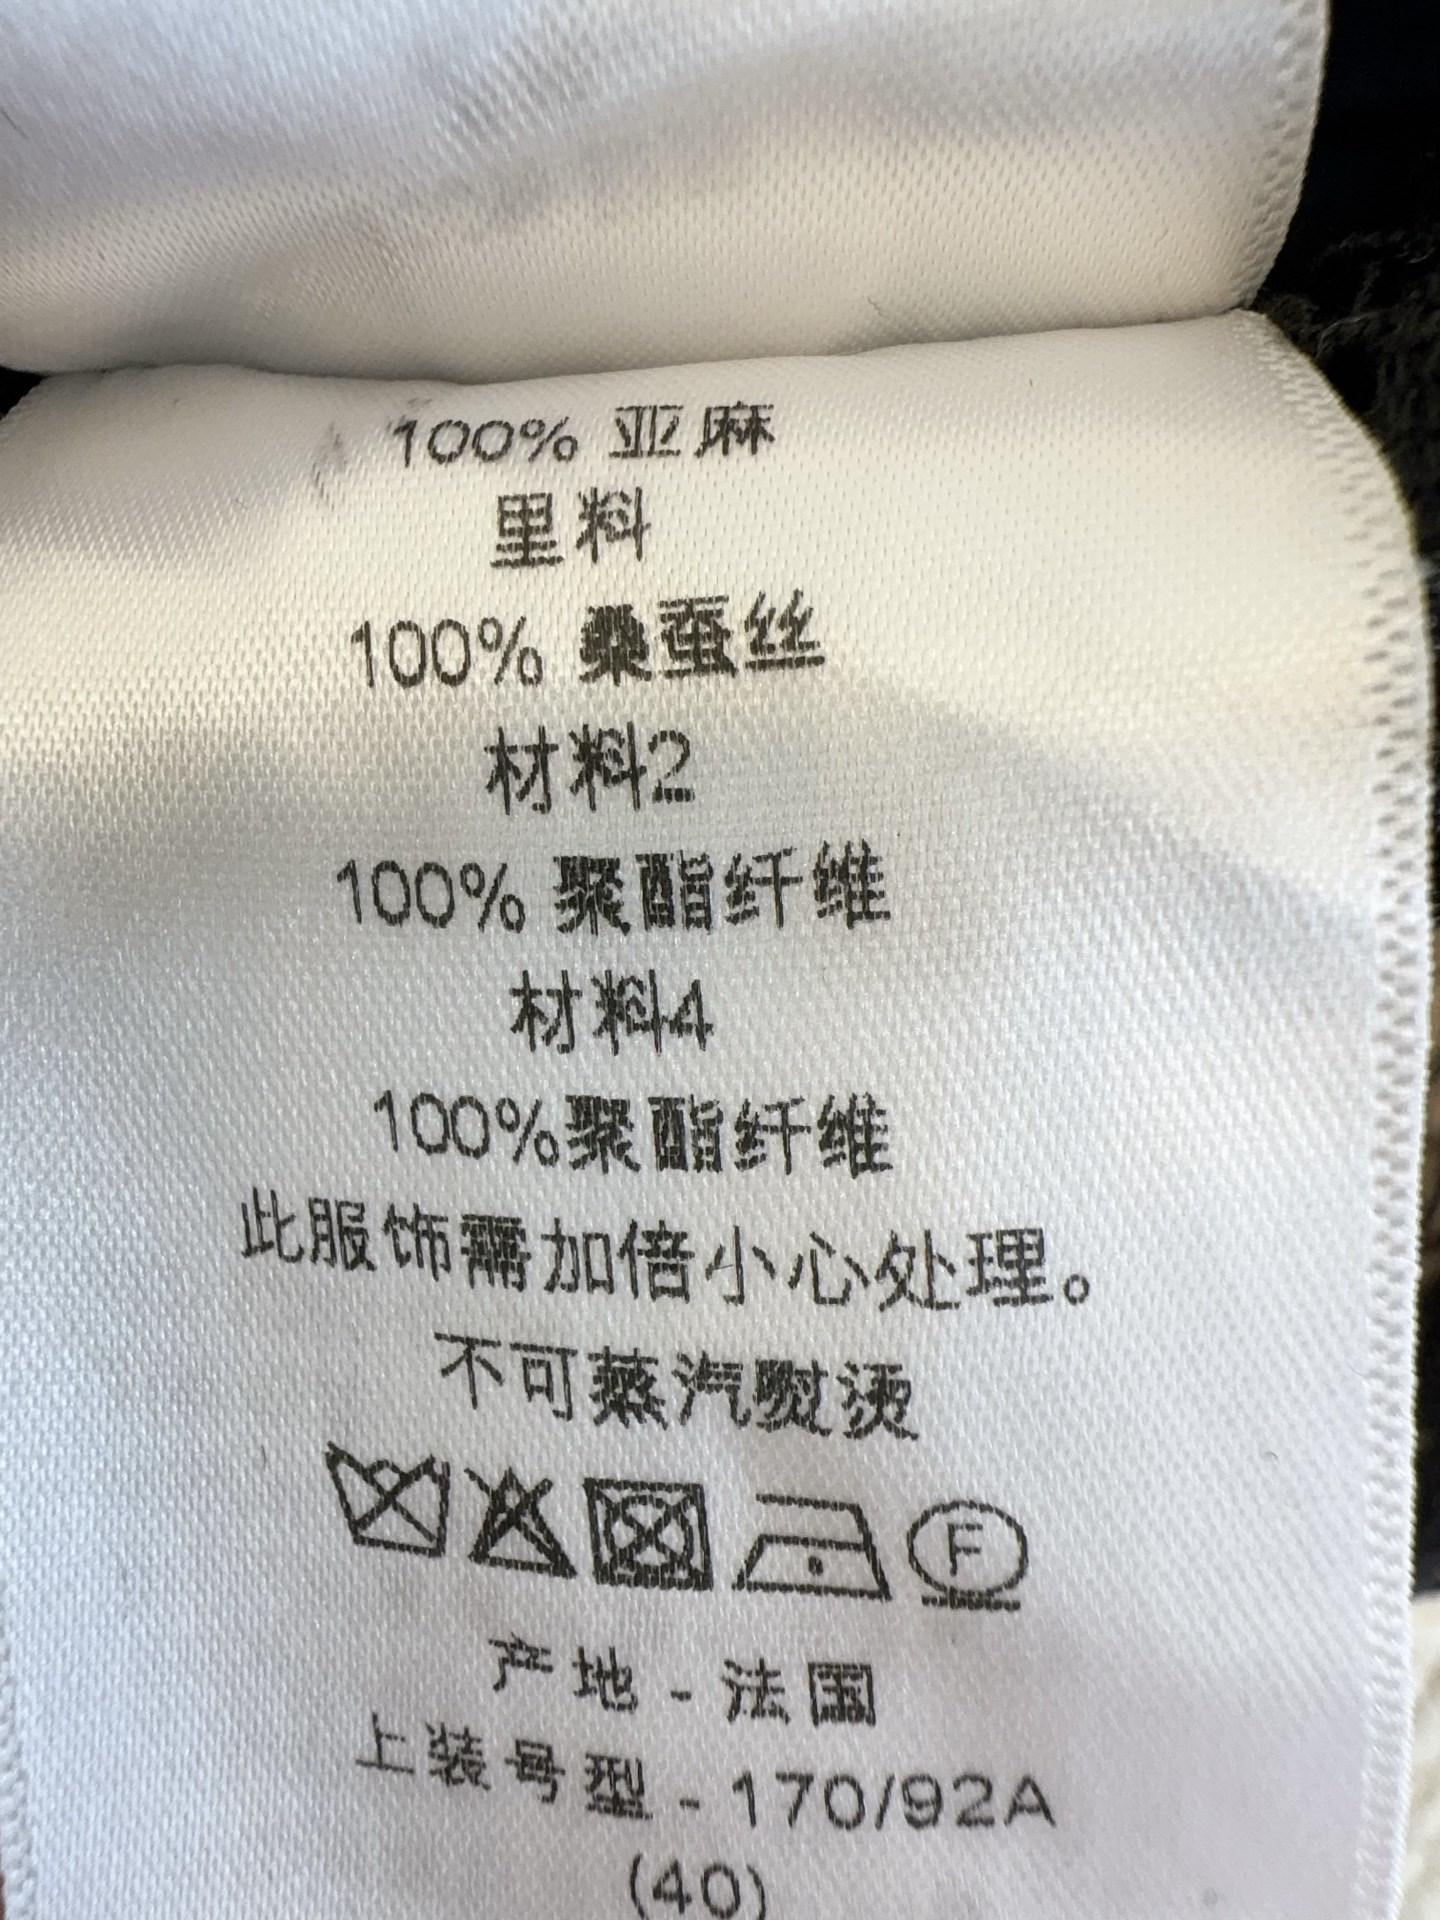 100% 亚麻
里料
100% 桑蚕丝
材料2
100% 聚酯纤维
材料4
100%聚酯纤维
此服饰需加倍小心处理。
不可蒸汽熨烫
F
产地 - 法国
上装号型 - 170/92A
(40)